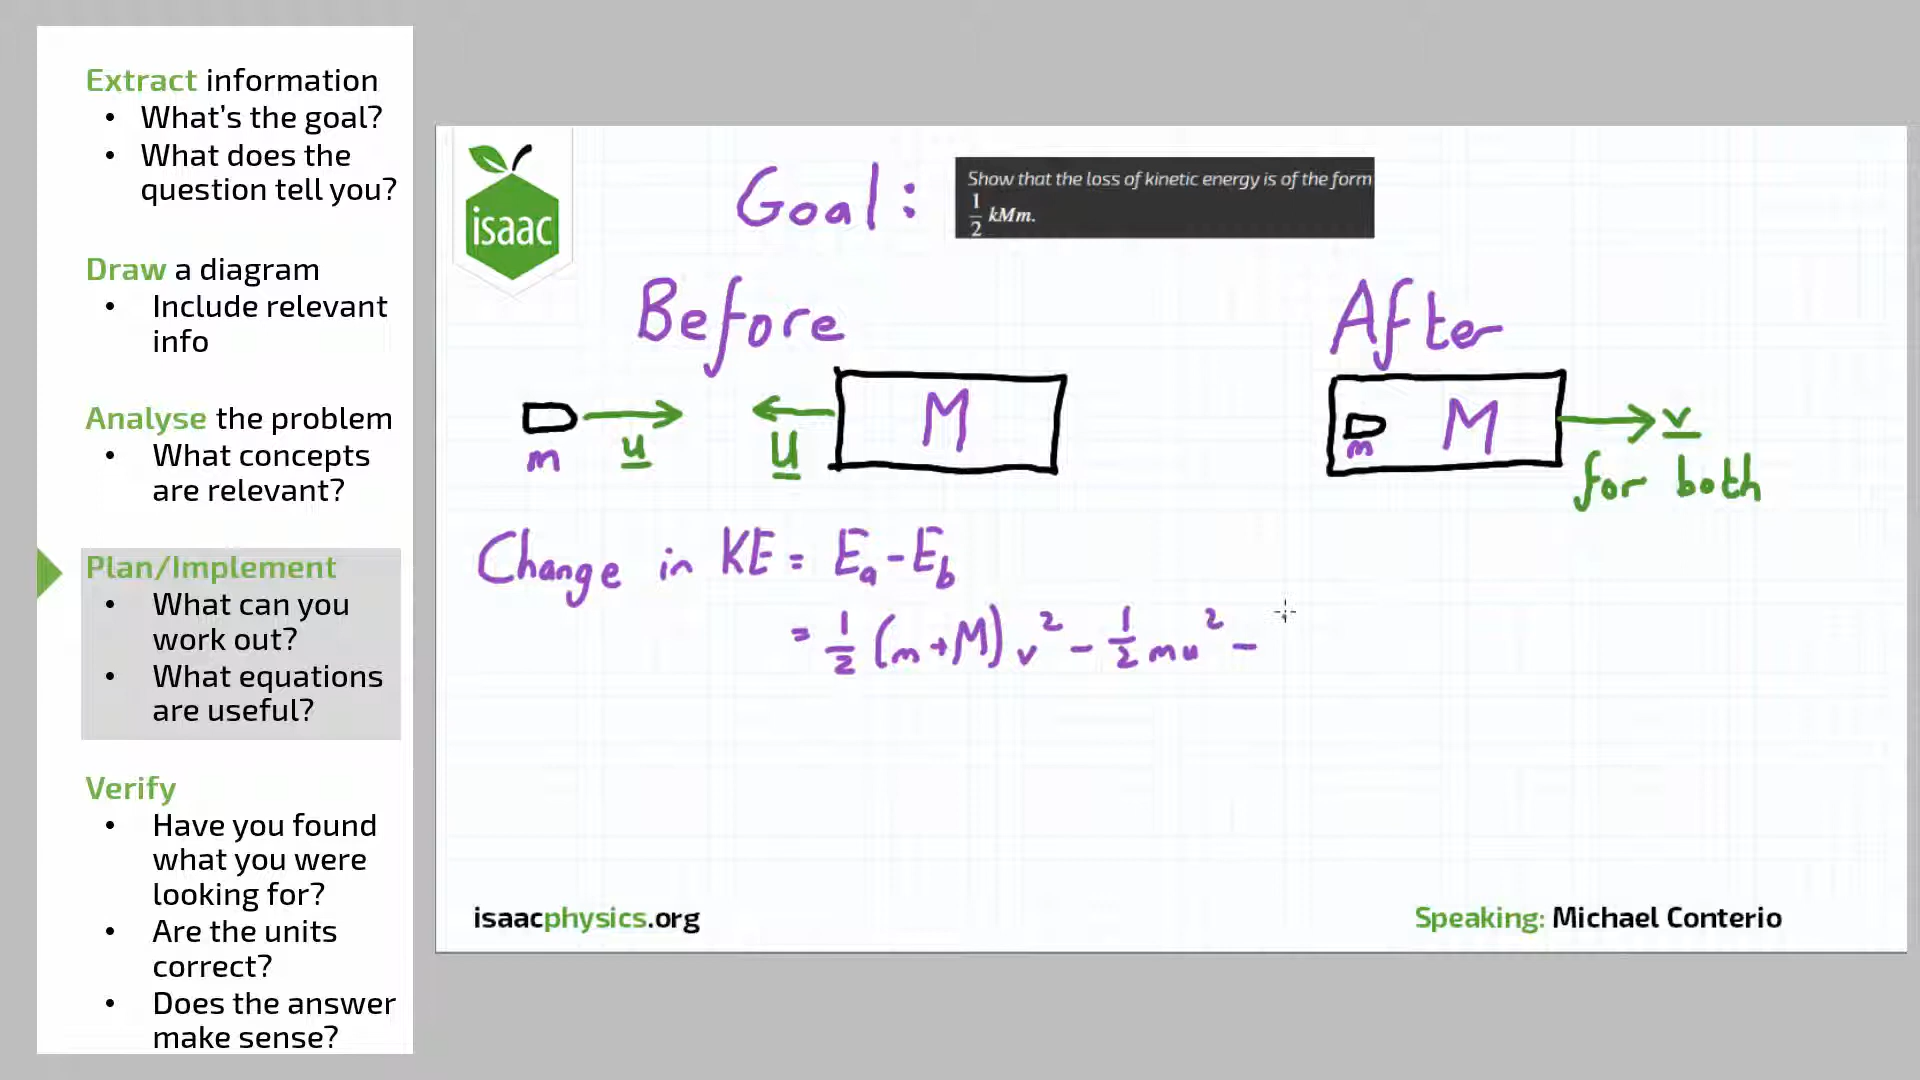 Extract information
• What's the goal?
• What does the
question tell you?
Draw a diagram
• Include relevant
info
Analyse the problem
• What concepts
are relevant?
Plan/Implement
• What can you
work out?
• What equations
are useful?
Verify
• Have you found
what you were
looking for?
• Are the units
correct?
• Does the answer
make sense?
isaac
Goal:
Show that the loss of kinetic energy is of the form
1/2 kMm.
Before
After
m u U M
m M v
for both
Change in KE = Ea - Eb
= 1/2 (m+M) v² - 1/2 mu² -
isaacphysics.org
Speaking: Michael Conterio